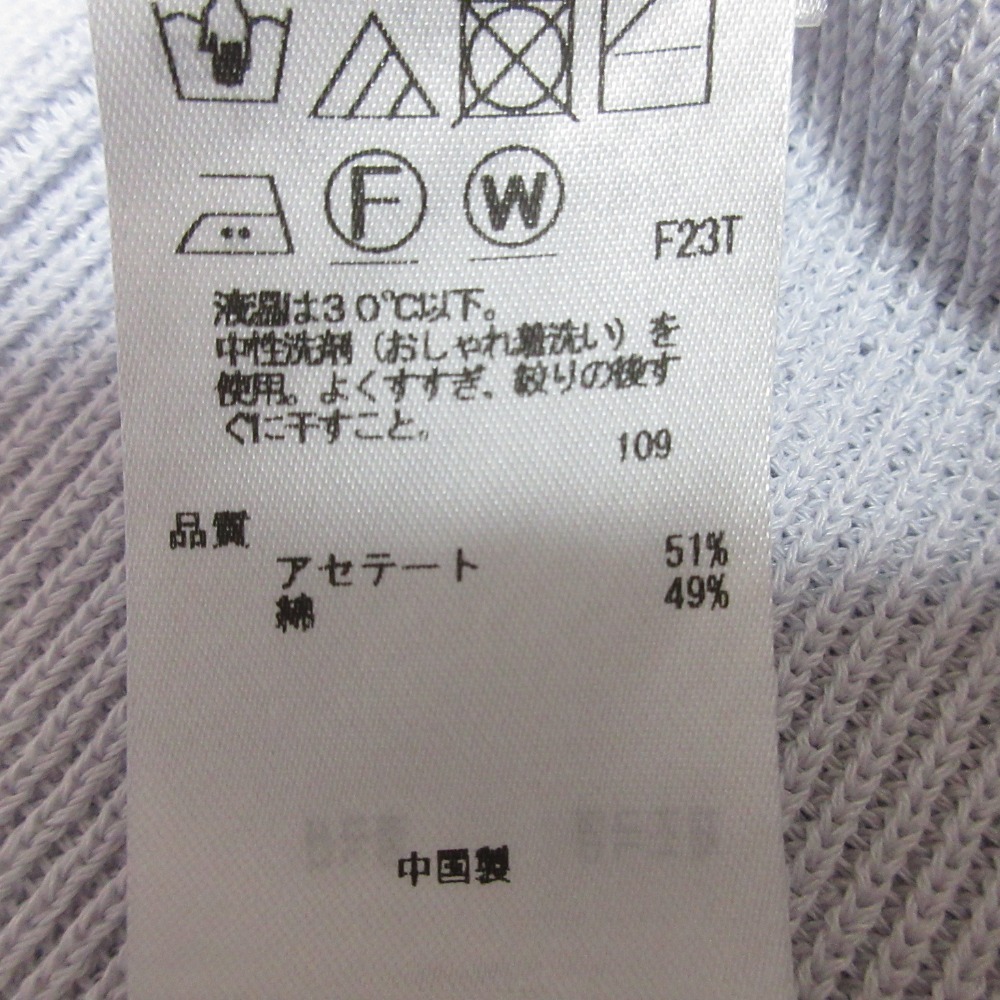 F
W
F23T
液温は30℃以下。
中性洗剤（おしゃれ着洗い）を
使用。よくすすぎ、絞りの後す
ぐに干すこと。
109
品質
アセテート 51%
綿 49%
中国製